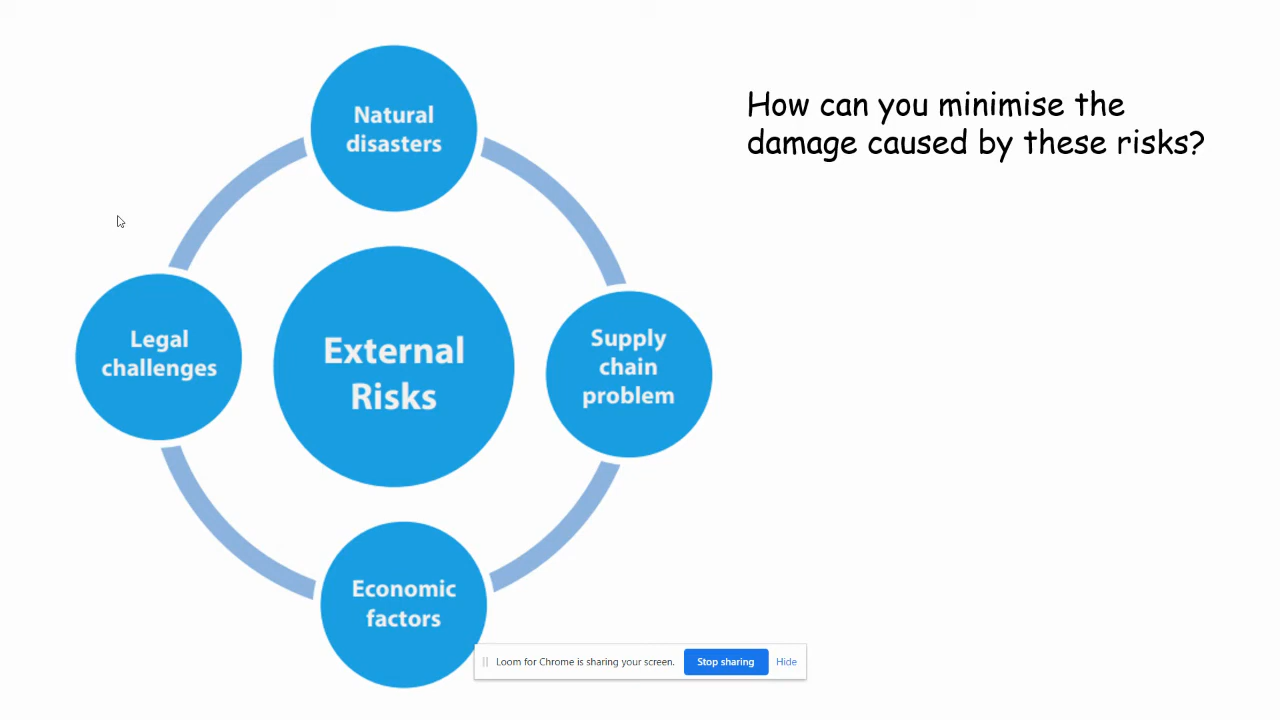 Natural
disasters
How can you minimise the
damage caused by these risks?
Legal
challenges
External
Risks
Supply
chain
problem
Economic
factors
Loom for Chrome is sharing your screen.
Stop sharing
Hide